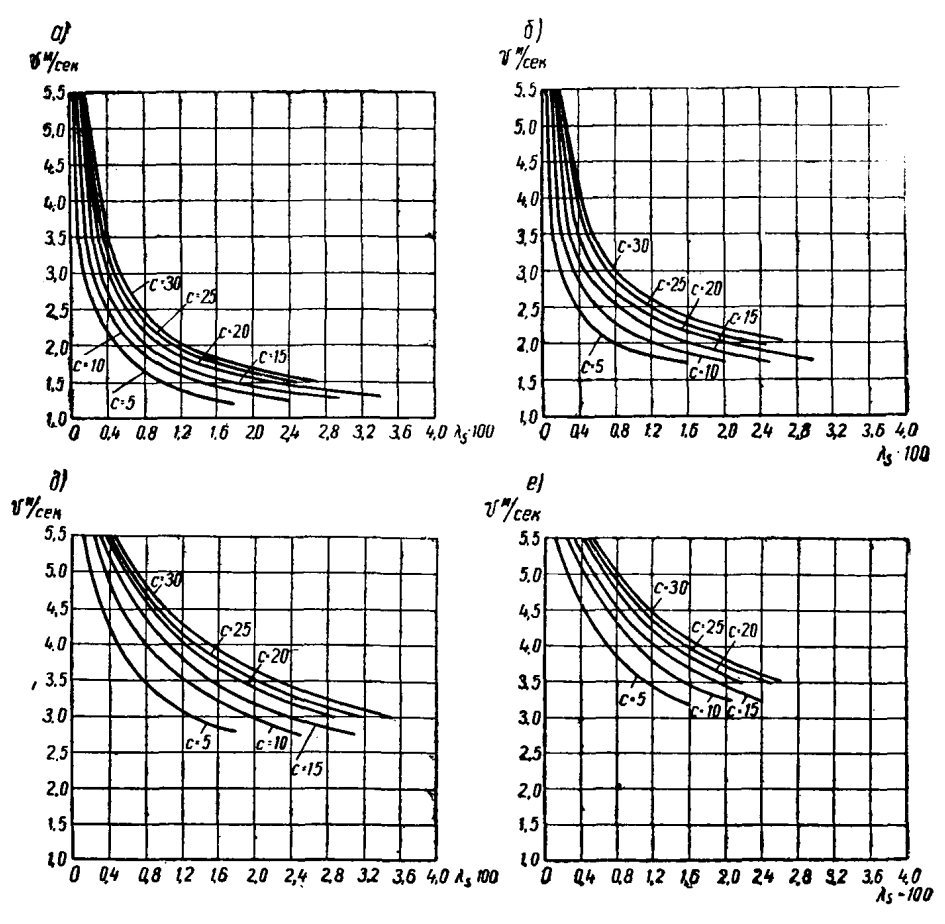 а)
б)
v м/сек
v м/сек
5,5
5,0
4,5
4,0
3,5
3,0
2,5
2,0
1,5
1,0
c=30
c=25
c=20
c=15
c=10
c=5
0 0,4 0,8 1,2 1,6 2,0 2,4 2,8 3,2 3,6 4,0 λs·100
5,5
5,0
4,5
4,0
3,5
3,0
2,5
2,0
1,5
1,0
c=30
c=25
c=20
c=15
c=5
c=10
0 0,4 0,8 1,2 1,6 2,0 2,4 2,8 3,2 3,6 4,0
λs·100
д)
е)
v м/сек
v м/сек
5,5
5,0
4,5
4,0
3,5
3,0
2,5
2,0
1,5
1,0
c=30
c=25
c=20
c=5
c=10
c=15
0 0,4 0,8 1,2 1,6 2,0 2,4 2,8 3,2 3,6 4,0 λs 100
5,5
5,0
4,5
4,0
3,5
3,0
2,5
2,0
1,5
1,0
c=30
c=25
c=20
c=5
c=10
c=15
0 0,4 0,8 1,2 1,6 2,0 2,4 2,8 3,2 3,6 4,0
λs-100